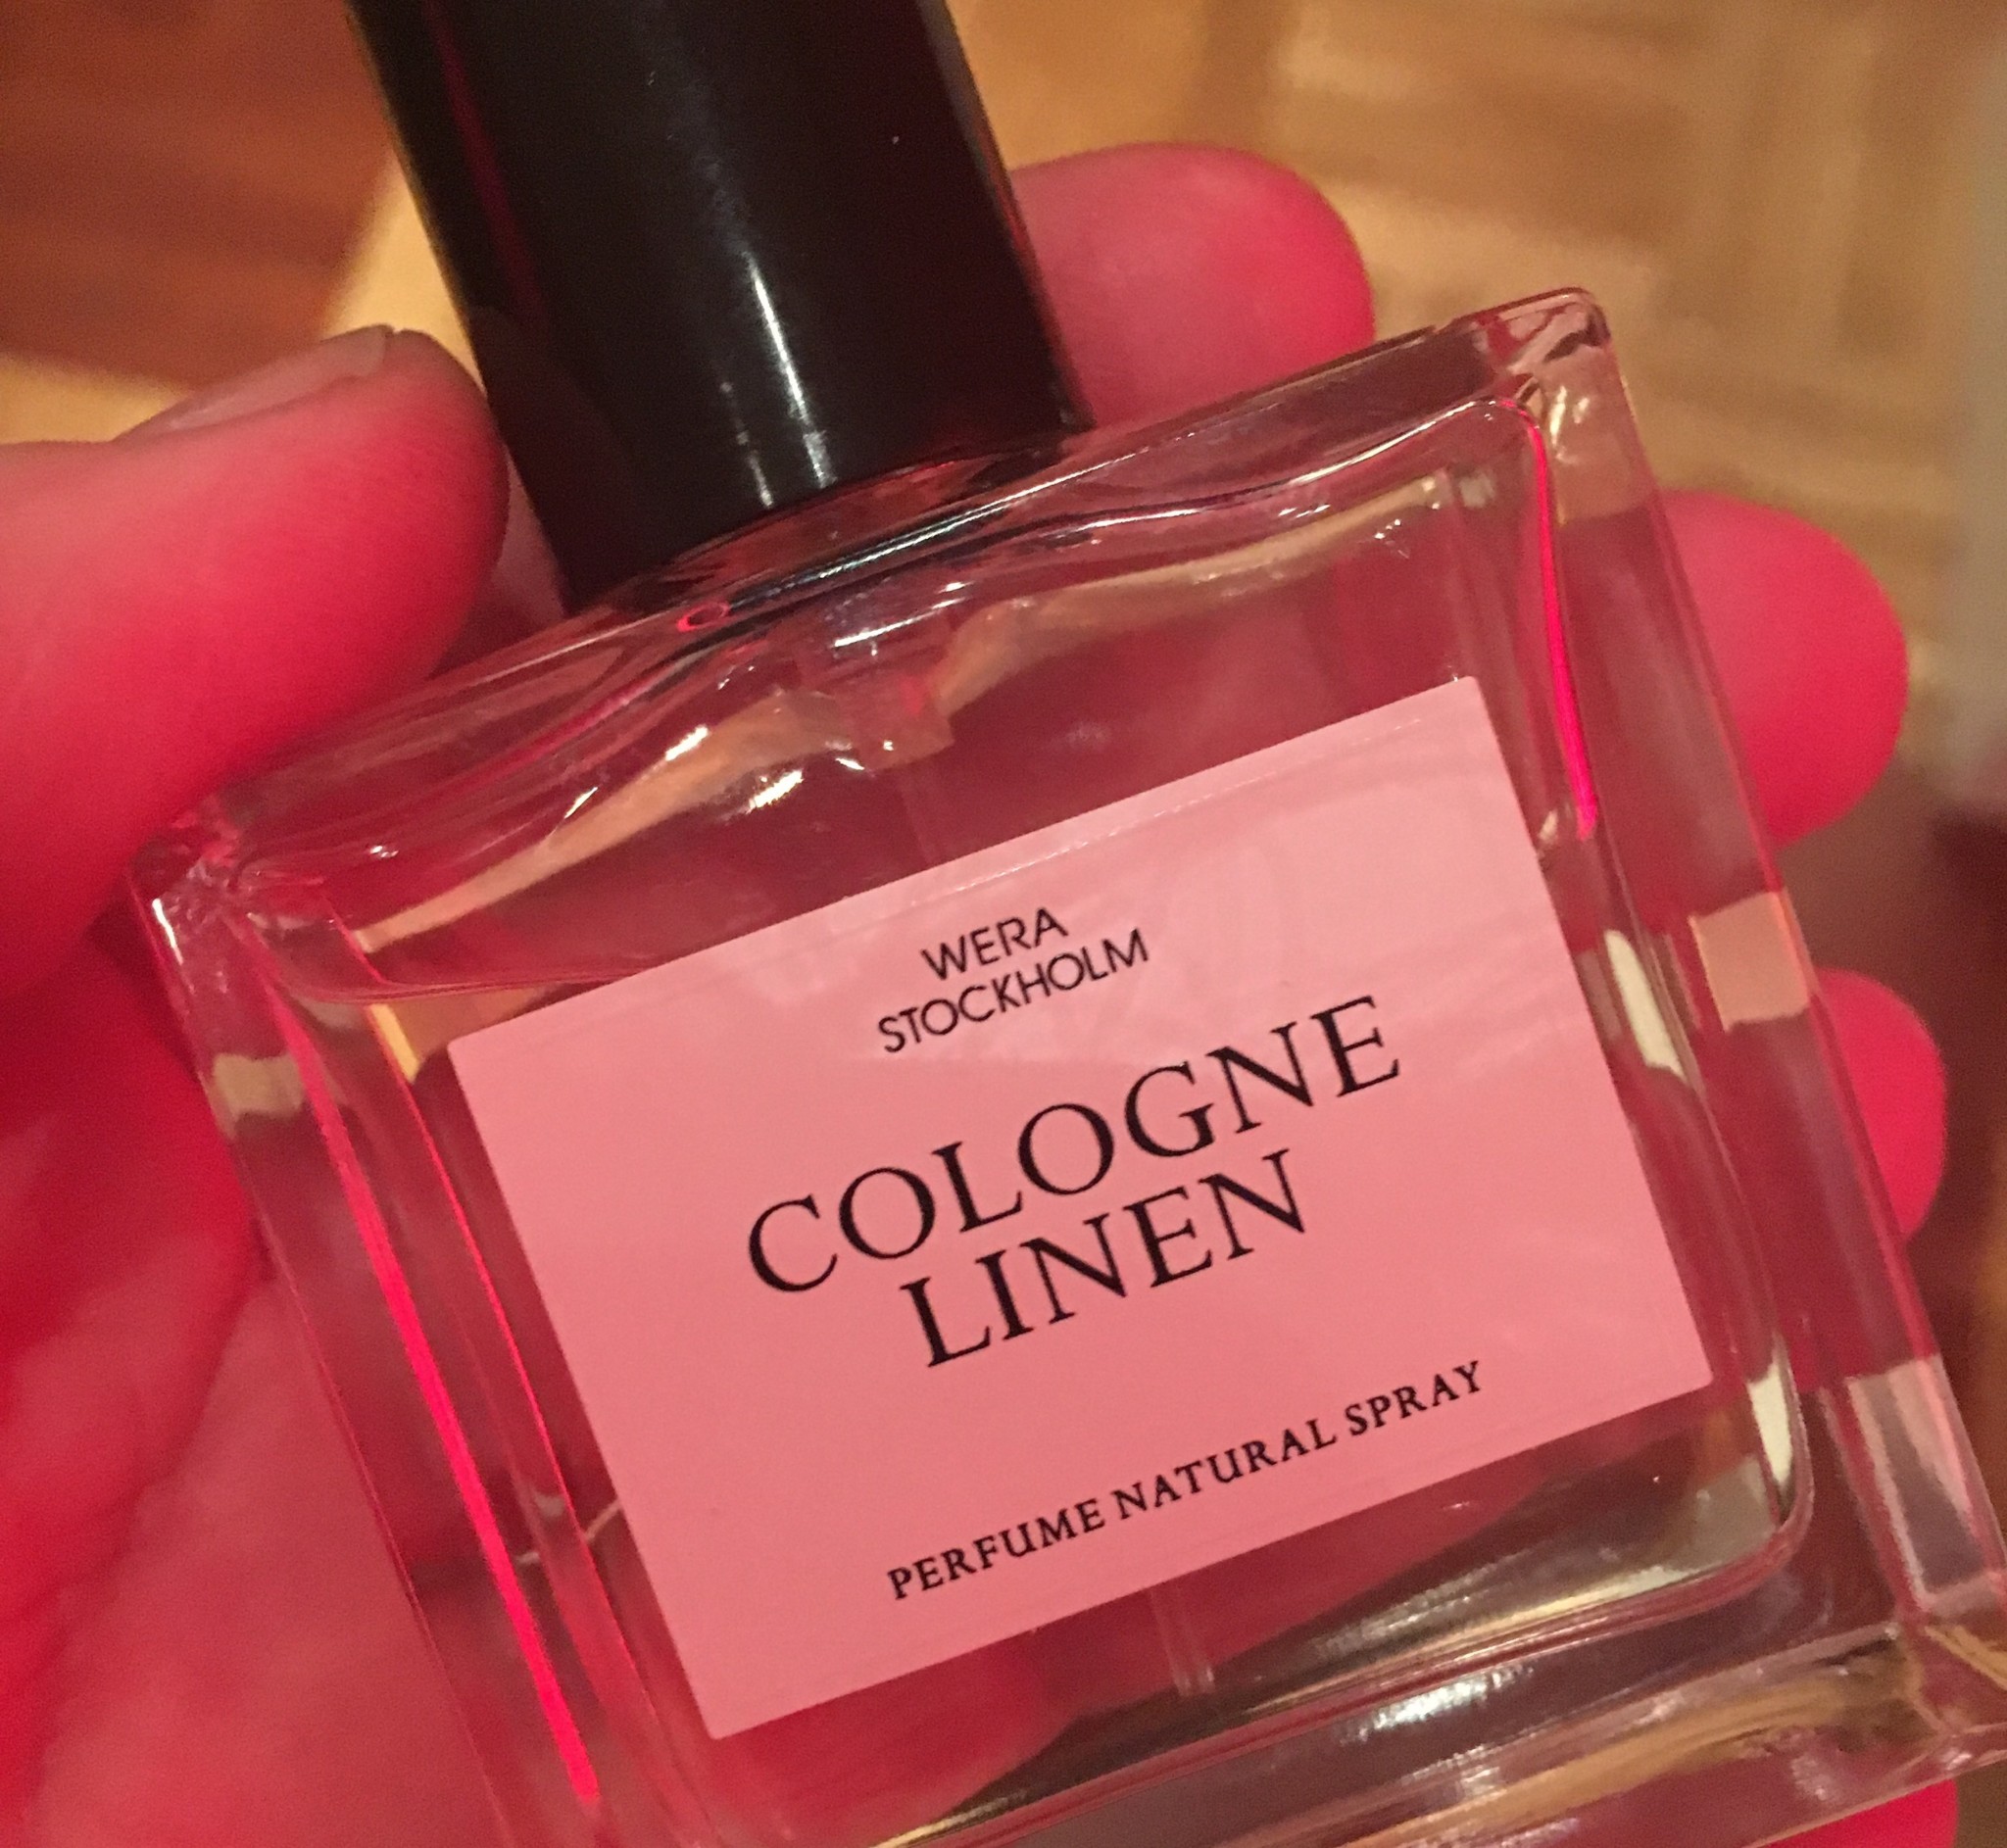 WERA
STOCKHOLM
COLOGNE
LINEN
PERFUME NATURAL SPRAY